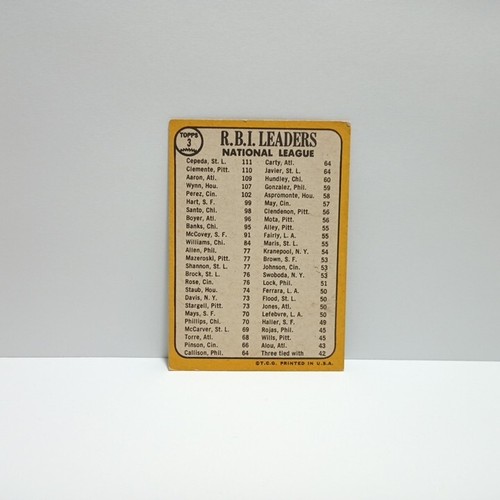 TOPPS
3
R.B.I. LEADERS
NATIONAL LEAGUE
Cepeda, St. L. 111
Clemente, Pitt. 110
Aaron, Atl. 109
Wynn, Hou. 107
Perez, Cin. 102
Hart, S. F. 99
Santo, Chi. 98
Boyer, Atl. 96
Banks, Chi. 95
McCovey, S. F. 91
Williams, Chi. 84
Allen, Phil. 77
Mazeroski, Pitt. 77
Shannon, St. L. 77
Brock, St. L. 76
Rose, Cin. 76
Staub, Hou. 74
Davis, N. Y. 73
Stargell, Pitt. 73
Mays, S. F. 70
Phillips, Chi. 70
McCarver, St. L. 69
Torre, Atl. 68
Pinson, Cin. 66
Callison, Phil. 64
Carty, Atl. 64
Javier, St. L. 64
Hundley, Chi. 60
Gonzalez, Phil. 59
Aspromonte, Hou. 58
May, Cin. 57
Clendenon, Pitt. 56
Mota, Pitt. 56
Alley, Pitt. 55
Fairly, L. A. 55
Maris, St. L. 55
Kranepool, N. Y. 54
Brown, S. F. 53
Johnson, Cin. 53
Swoboda, N. Y. 53
Lock, Phil. 51
Ferrara, L. A. 50
Flood, St. L. 50
Jones, Atl. 50
Lefebvre, L. A. 50
Haller, S. F. 49
Rojas, Phil. 45
Wills, Pitt. 45
Alou, Atl. 43
Three tied with 42
©T.C.G. PRINTED IN U.S.A.